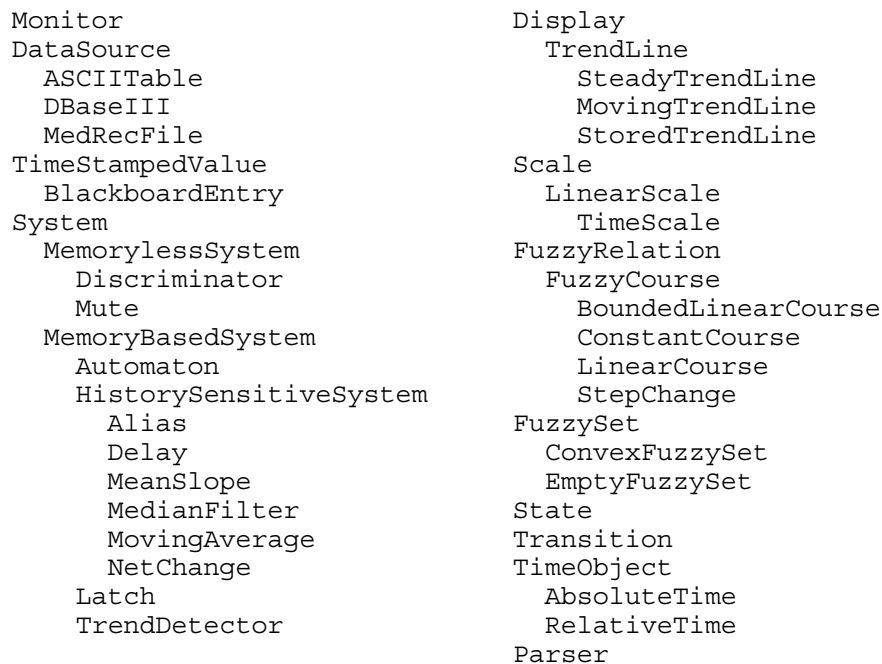 Monitor
DataSource
  ASCIITable
  DBaseIII
  MedRecFile
TimeStampedValue
  BlackboardEntry
System
  MemorylessSystem
    Discriminator
    Mute
  MemoryBasedSystem
    Automaton
    HistorySensitiveSystem
      Alias
      Delay
      MeanSlope
      MedianFilter
      MovingAverage
      NetChange
    Latch
    TrendDetector
Display
  TrendLine
    SteadyTrendLine
    MovingTrendLine
    StoredTrendLine
Scale
  LinearScale
    TimeScale
FuzzyRelation
  FuzzyCourse
    BoundedLinearCourse
    ConstantCourse
    LinearCourse
    StepChange
FuzzySet
  ConvexFuzzySet
  EmptyFuzzySet
State
Transition
TimeObject
  AbsoluteTime
  RelativeTime
Parser